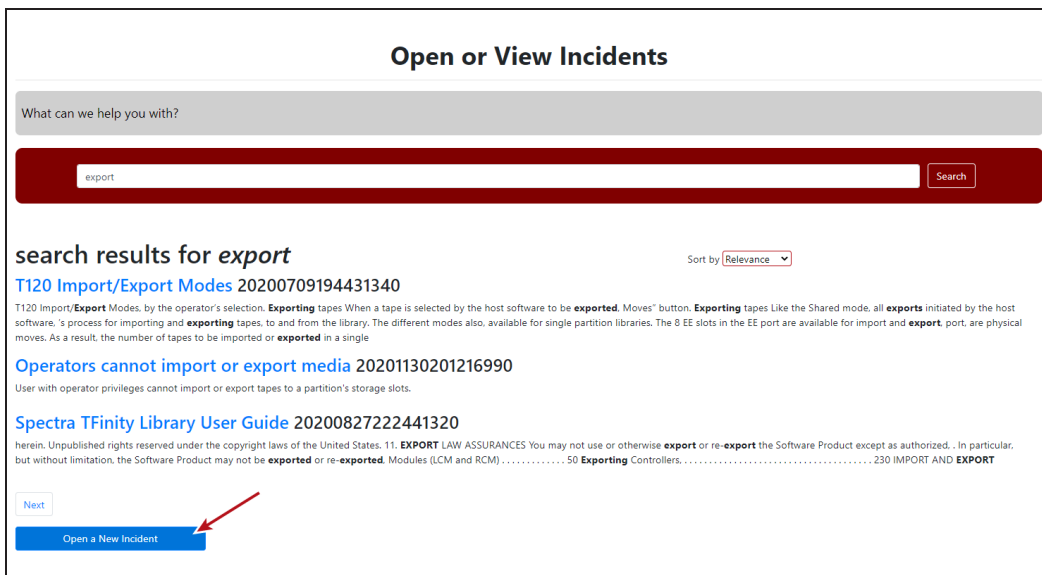 Open or View Incidents
What can we help you with?
export
Search
search results for export
Sort by Relevance
T120 Import/Export Modes 20200709194431340
T120 Import/Export Modes, by the operator's selection. Exporting tapes When a tape is selected by the host software to be exported, Moves" button. Exporting tapes Like the Shared mode, all exports initiated by the host
software, 's process for importing and exporting tapes, to and from the library. The different modes also, available for single partition libraries. The 8 EE slots in the EE port are available for import and export, port, are physical
moves. As a result, the number of tapes to be imported or exported in a single
Operators cannot import or export media 20201130201216990
User with operator privileges cannot import or export tapes to a partition's storage slots.
Spectra TFinity Library User Guide 20200827222441320
herein. Unpublished rights reserved under the copyright laws of the United States. 11. EXPORT LAW ASSURANCES You may not use or otherwise export or re-export the Software Product except as authorized, . In particular,
but without limitation, the Software Product may not be exported or re-exported, Modules (LCM and RCM) . . . . . . . . . . . . . 50 Exporting Controllers, . . . . . . . . . . . . . . . . . . . . . . . . . . . . . . . . . . . . . . . 230 IMPORT AND EXPORT
Next
Open a New Incident